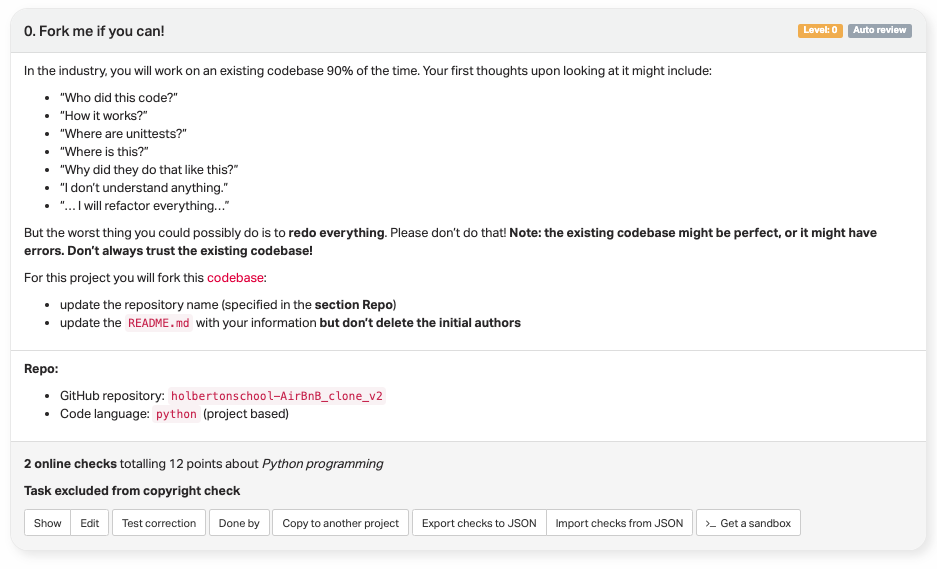 0. Fork me if you can!
Level: 0 Auto review
In the industry, you will work on an existing codebase 90% of the time. Your first thoughts upon looking at it might include:
• “Who did this code?”
• “How it works?”
• “Where are unittests?”
• “Where is this?”
• “Why did they do that like this?”
• “I don’t understand anything.”
• “… I will refactor everything…”
But the worst thing you could possibly do is to redo everything. Please don’t do that! Note: the existing codebase might be perfect, or it might have
errors. Don’t always trust the existing codebase!
For this project you will fork this codebase:
• update the repository name (specified in the section Repo)
• update the README.md with your information but don’t delete the initial authors
Repo:
• GitHub repository: holbertonschool-AirBnB_clone_v2
• Code language: python (project based)
2 online checks totalling 12 points about Python programming
Task excluded from copyright check
Show Edit Test correction Done by Copy to another project Export checks to JSON Import checks from JSON >_ Get a sandbox